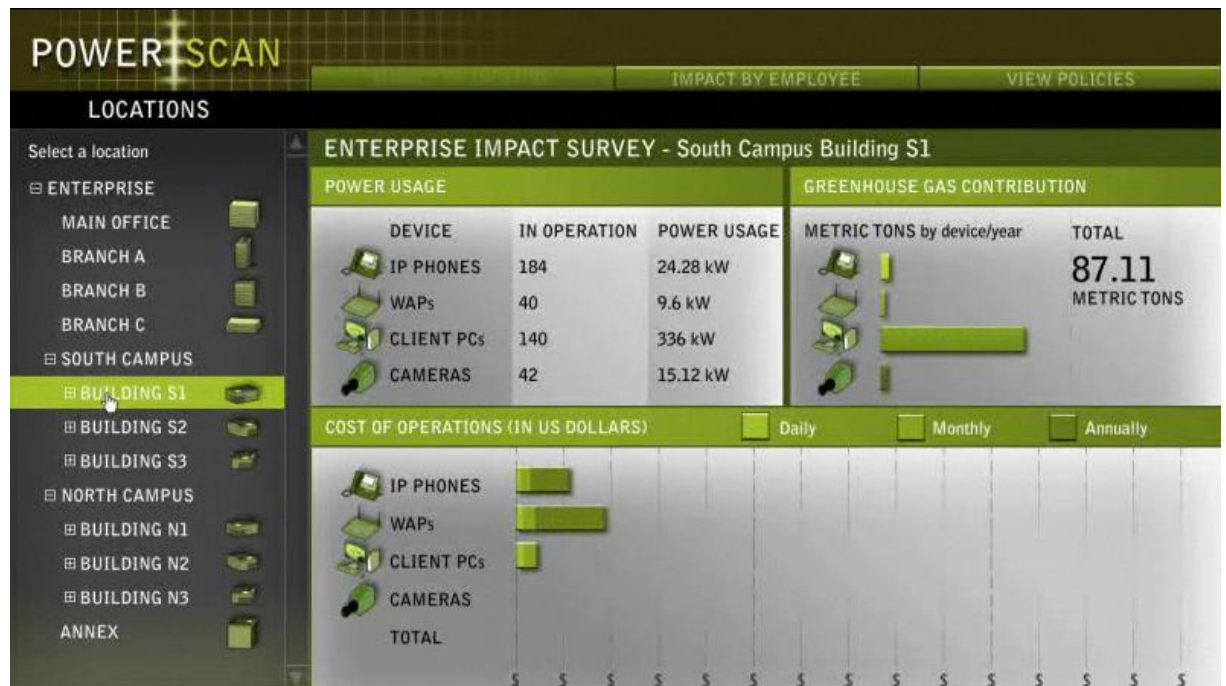 POWER SCAN
IMPACT BY EMPLOYEE
VIEW POLICIES
LOCATIONS
Select a location
ENTERPRISE
MAIN OFFICE
BRANCH A
BRANCH B
BRANCH C
SOUTH CAMPUS
BUILDING S1
BUILDING S2
BUILDING S3
NORTH CAMPUS
BUILDING N1
BUILDING N2
BUILDING N3
ANNEX
ENTERPRISE IMPACT SURVEY - South Campus Building S1
POWER USAGE
DEVICE IN OPERATION POWER USAGE
IP PHONES 184 24.28 kW
WAPs 40 9.6 kW
CLIENT PCs 140 336 kW
CAMERAS 42 15.12 kW
GREENHOUSE GAS CONTRIBUTION
METRIC TONS by device/year
TOTAL
87.11
METRIC TONS
COST OF OPERATIONS (IN US DOLLARS) Daily Monthly Annually
IP PHONES
WAPs
CLIENT PCs
CAMERAS
TOTAL
$ $ $ $ $ $ $ $ $ $ $ $ $ $ $